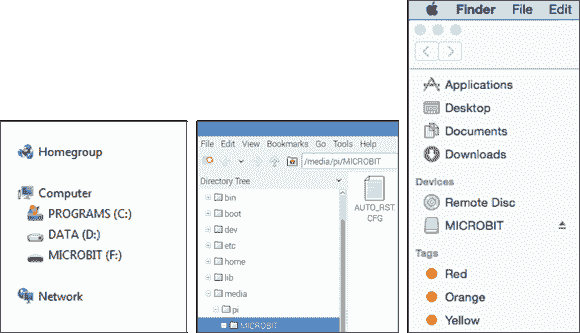 Homegroup
Computer
PROGRAMS (C:)
DATA (D:)
MICROBIT (F:)
Network
File Edit View Bookmarks Go Tools Help
/media/pi/MICROBIT
Directory Tree
bin
boot
dev
etc
home
lib
media
pi
MICROBIT
AUTO_RST.
CFG
Finder File Edit
Applications
Desktop
Documents
Downloads
Devices
Remote Disc
MICROBIT
Tags
Red
Orange
Yellow